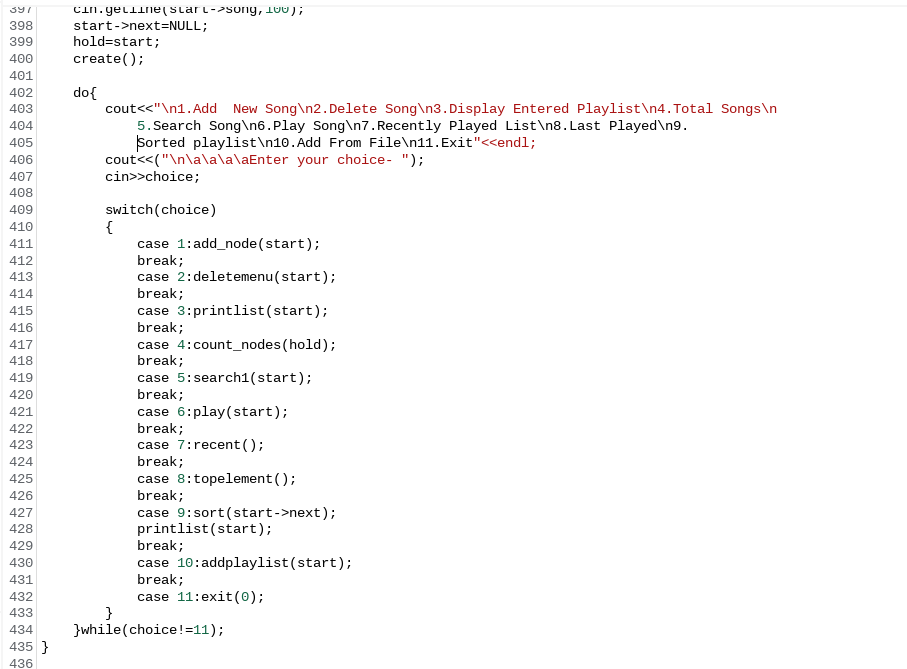 397    cin.getline(start->song,100);
398    start->next=NULL;
399    hold=start;
400    create();
401
402    do{
403        cout<<"\n1.Add  New Song\n2.Delete Song\n3.Display Entered Playlist\n4.Total Songs\n
404            5.Search Song\n6.Play Song\n7.Recently Played List\n8.Last Played\n9.
405            Sorted playlist\n10.Add From File\n11.Exit"<<endl;
406        cout<<("\n\a\a\a\aEnter your choice- ");
407        cin>>choice;
408
409        switch(choice)
410        {
411            case 1:add_node(start);
412            break;
413            case 2:deletemenu(start);
414            break;
415            case 3:printlist(start);
416            break;
417            case 4:count_nodes(hold);
418            break;
419            case 5:search1(start);
420            break;
421            case 6:play(start);
422            break;
423            case 7:recent();
424            break;
425            case 8:topelement();
426            break;
427            case 9:sort(start->next);
428            printlist(start);
429            break;
430            case 10:addplaylist(start);
431            break;
432            case 11:exit(0);
433        }
434    }while(choice!=11);
435}
436